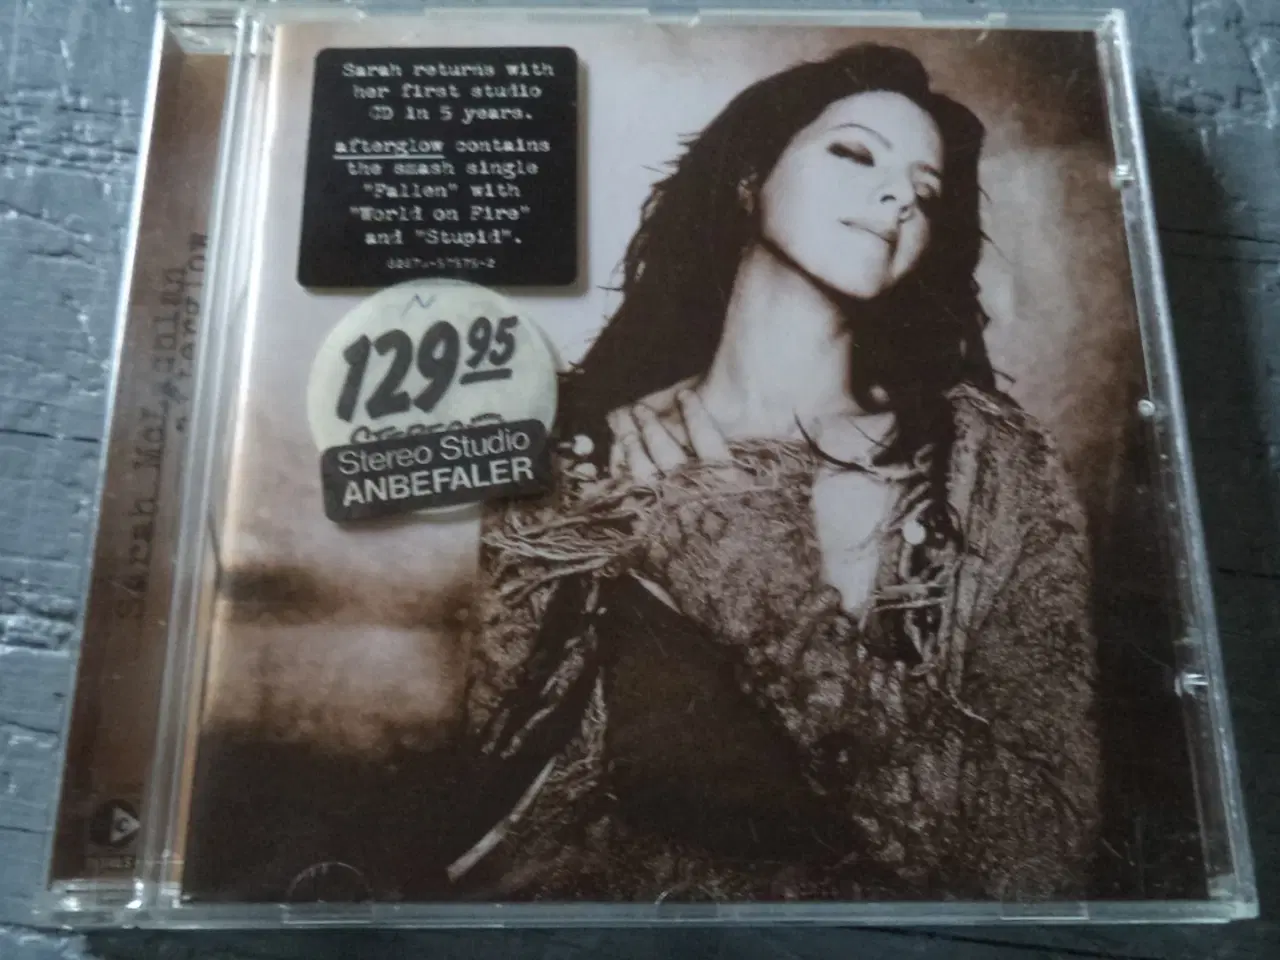 Sarah returns with
her first studio
CD in 5 years.
afterglow contains
the smash single
"Fallen" with
"World on Fire"
and "Stupid".
129 95
Stereo Studio
ANBEFALER
Sarah
afterglow